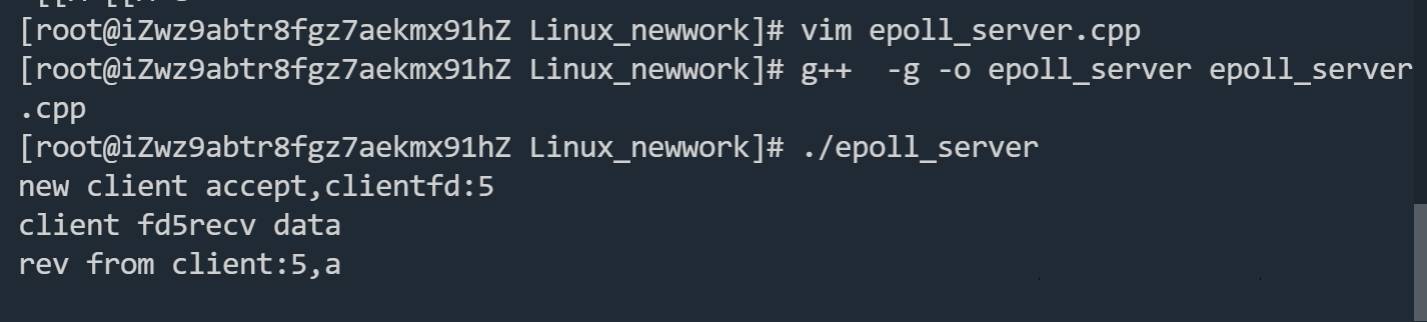 [root@iZwz9abtr8fgz7aekmx91hZ Linux_newwork]# vim epoll_server.cpp
[root@iZwz9abtr8fgz7aekmx91hZ Linux_newwork]# g++  -g -o epoll_server epoll_server
.cpp
[root@iZwz9abtr8fgz7aekmx91hZ Linux_newwork]# ./epoll_server
new client accept,clientfd:5
client fd5recv data
rev from client:5,a